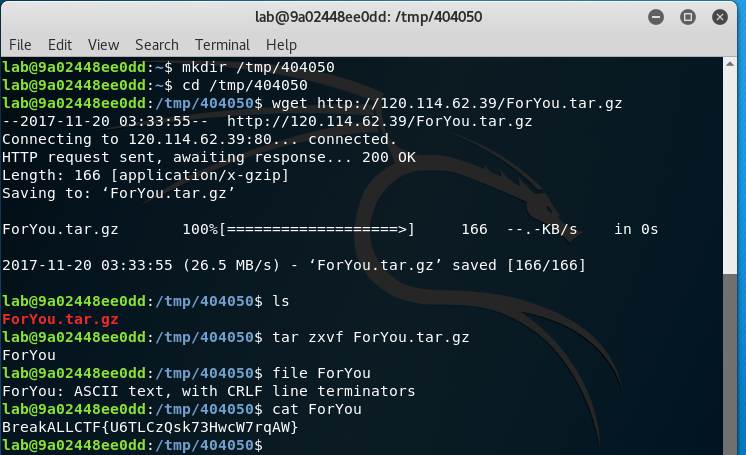 lab@9a02448ee0dd: /tmp/404050
File Edit View Search Terminal Help
lab@9a02448ee0dd:~$ mkdir /tmp/404050
lab@9a02448ee0dd:~$ cd /tmp/404050
lab@9a02448ee0dd:/tmp/404050$ wget http://120.114.62.39/ForYou.tar.gz
--2017-11-20 03:33:55--  http://120.114.62.39/ForYou.tar.gz
Connecting to 120.114.62.39:80... connected.
HTTP request sent, awaiting response... 200 OK
Length: 166 [application/x-gzip]
Saving to: ‘ForYou.tar.gz’
ForYou.tar.gz       100%[===================>]     166  --.-KB/s    in 0s
2017-11-20 03:33:55 (26.5 MB/s) - ‘ForYou.tar.gz’ saved [166/166]
lab@9a02448ee0dd:/tmp/404050$ ls
ForYou.tar.gz
lab@9a02448ee0dd:/tmp/404050$ tar zxvf ForYou.tar.gz
ForYou
lab@9a02448ee0dd:/tmp/404050$ file ForYou
ForYou: ASCII text, with CRLF line terminators
lab@9a02448ee0dd:/tmp/404050$ cat ForYou
BreakALLCTF{U6TLCzQsk73HwcW7rqAW}
lab@9a02448ee0dd:/tmp/404050$